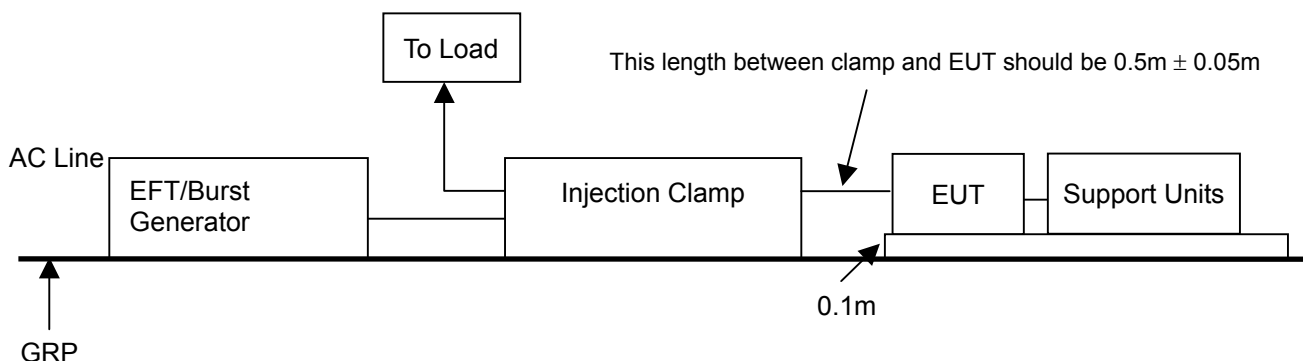 To Load
This length between clamp and EUT should be 0.5m ± 0.05m
AC Line
EFT/Burst
Generator
Injection Clamp
EUT
Support Units
0.1m
GRP